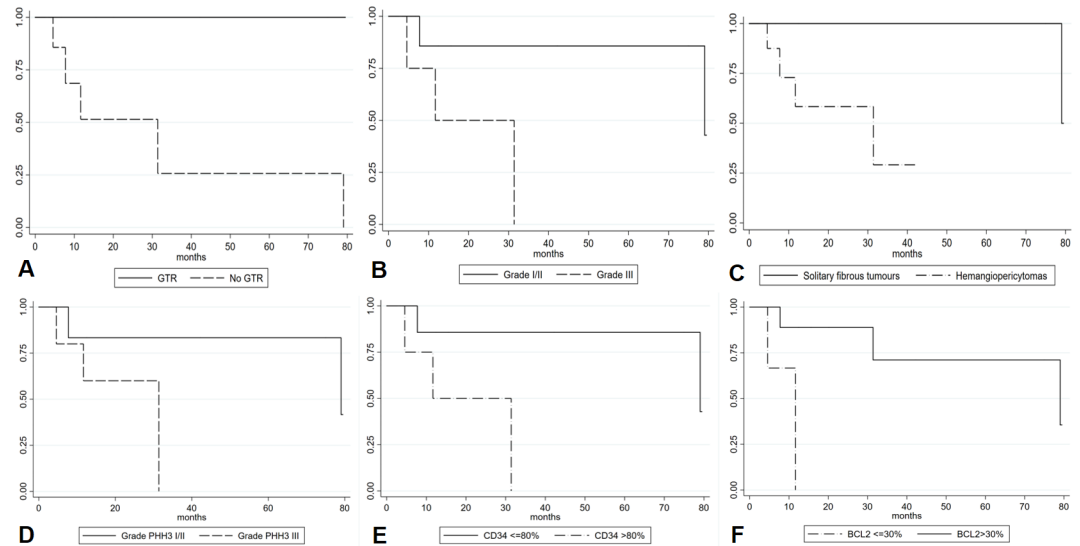 1.00
0.75
0.50
0.25
0.00
0 10 20 30 40 50 60 70 80
months
A
GTR No GTR
1.00
0.75
0.50
0.25
0.00
0 10 20 30 40 50 60 70 80
months
B
Grade I/II Grade III
1.00
0.75
0.50
0.25
0.00
0 10 20 30 40 50 60 70 80
months
C
Solitary fibrous tumours Hemangiopericytomas
1.00
0.75
0.50
0.25
0.00
0 20 40 60 80
months
D
Grade PHH3 I/II Grade PHH3 III
1.00
0.75
0.50
0.25
0.00
0 10 20 30 40 50 60 70 80
months
E
CD34 <=80% CD34 >80%
1.00
0.75
0.50
0.25
0.00
0 10 20 30 40 50 60 70 80
months
F
BCL2 <=30% BCL2>30%